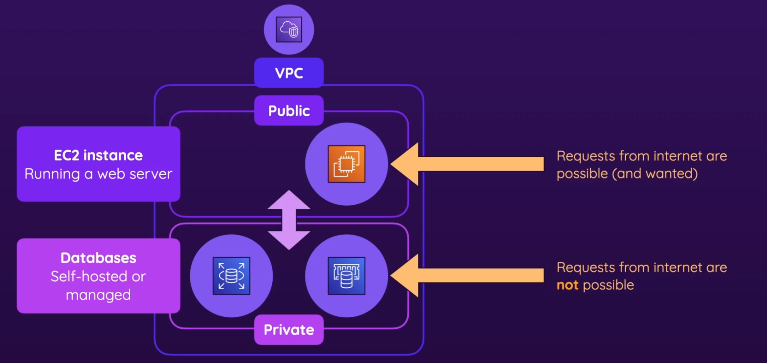 VPC
Public
EC2 instance
Running a web server
Requests from internet are
possible (and wanted)
Databases
Self-hosted or
managed
Requests from internet are
not possible
Private